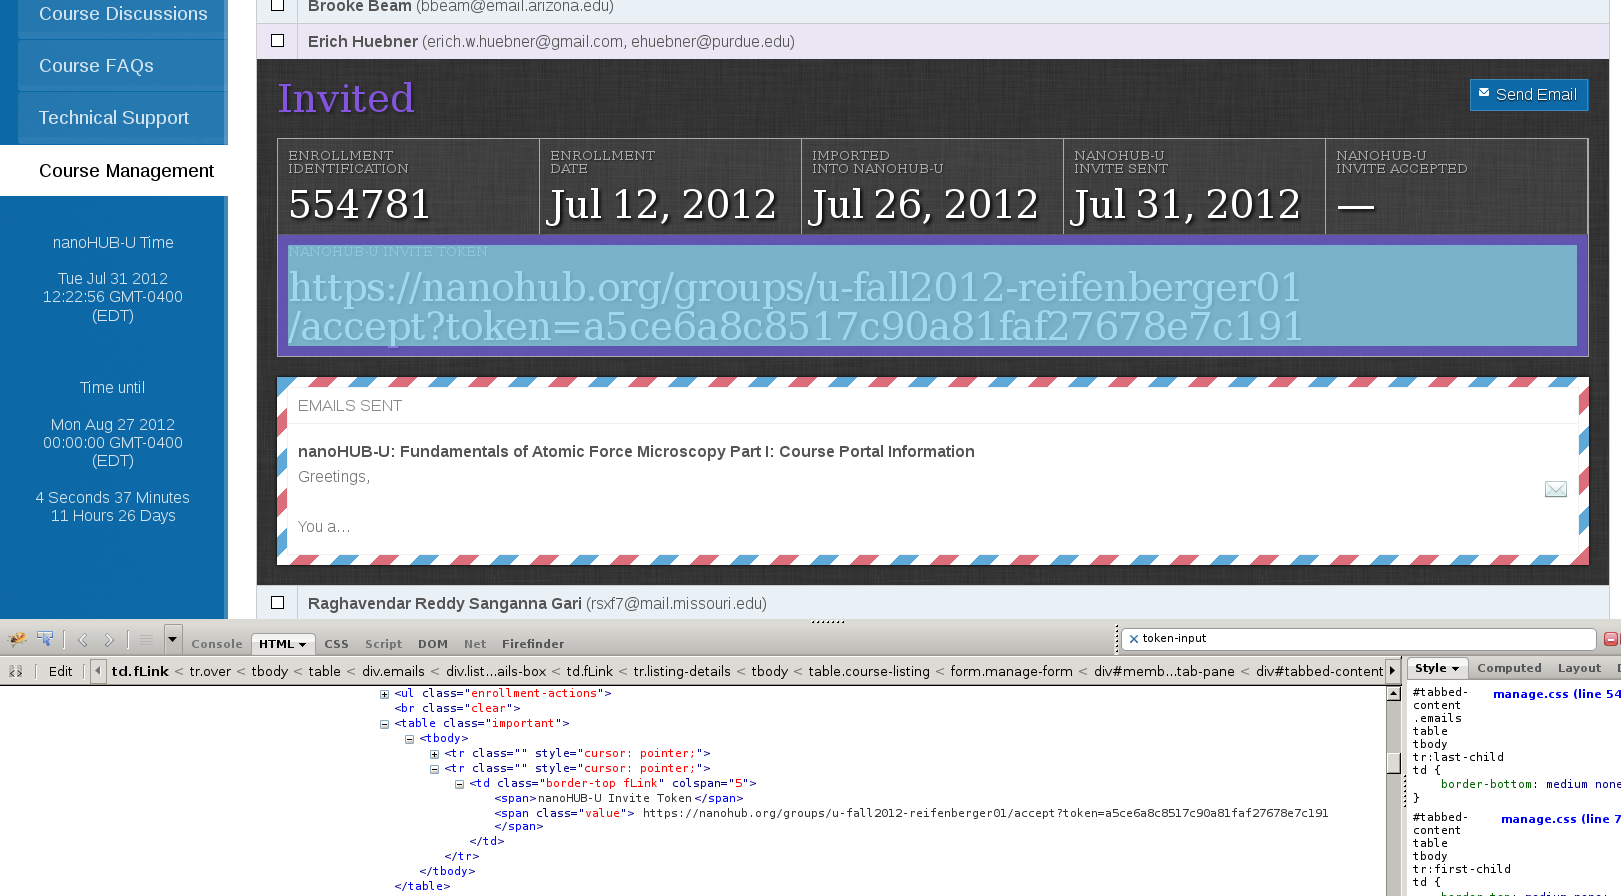 Course Discussions
Course FAQs
Technical Support
Course Management
nanoHUB-U Time
Tue Jul 31 2012
12:22:56 GMT-0400
(EDT)
Time until
Mon Aug 27 2012
00:00:00 GMT-0400
(EDT)
4 Seconds 37 Minutes
11 Hours 26 Days
Brooke Beam (bbeam@email.arizona.edu)
Erich Huebner (erich.w.huebner@gmail.com, ehuebner@purdue.edu)
Invited
Send Email
ENROLLMENT
IDENTIFICATION
554781
ENROLLMENT
DATE
Jul 12, 2012
IMPORTED
INTO NANOHUB-U
Jul 26, 2012
NANOHUB-U
INVITE SENT
Jul 31, 2012
NANOHUB-U
INVITE ACCEPTED
—
NANOHUB-U INVITE TOKEN
https://nanohub.org/groups/u-fall2012-reifenberger01
/accept?token=a5ce6a8c8517c90a81faf27678e7c191
EMAILS SENT
nanoHUB-U: Fundamentals of Atomic Force Microscopy Part I: Course Portal Information
Greetings,
You a...
Raghavendar Reddy Sanganna Gari (rsxf7@mail.missouri.edu)
Console HTML CSS Script DOM Net Firefinder
token-input
Edit td.fLink < tr.over < tbody < table < div.emails < div.list...ails-box < td.fLink < tr.listing-details < tbody < table.course-listing < form.manage-form < div#memb...tab-pane < div#tabbed-content
<ul class="enrollment-actions">
<br class="clear">
<table class="important">
<tbody>
<tr class="" style="cursor: pointer;">
<tr class="" style="cursor: pointer;">
<td class="border-top fLink" colspan="5">
<span>nanoHUB-U Invite Token</span>
<span class="value"> https://nanohub.org/groups/u-fall2012-reifenberger01/accept?token=a5ce6a8c8517c90a81faf27678e7c191
</span>
</td>
</tr>
</tbody>
</table>
Style Computed Layout
#tabbed- manage.css (line 54
content
.emails
table
tbody
tr:last-child
td {
border-bottom: medium none
}
#tabbed- manage.css (line 7
content
table
tbody
tr:first-child
td {